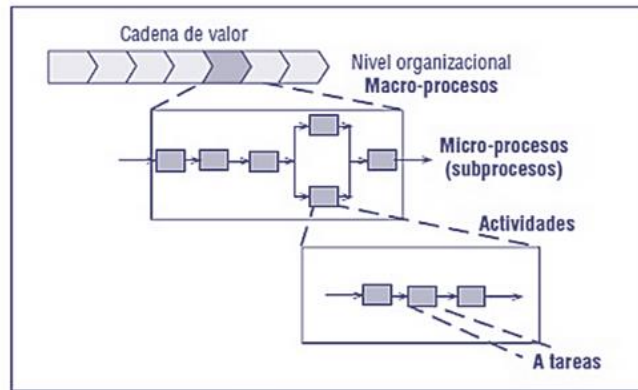 Cadena de valor
Nivel organizacional
Macro-procesos
Micro-procesos
(subprocesos)
Actividades
A tareas